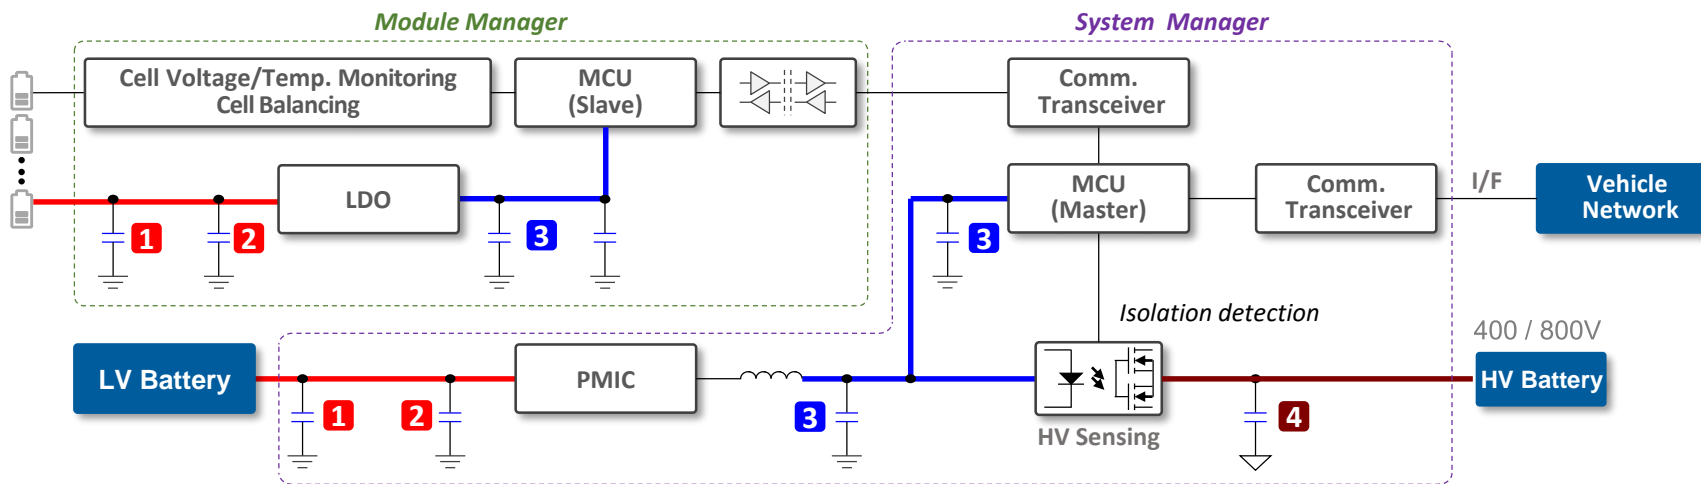 Module Manager
System Manager
Cell Voltage/Temp. Monitoring
Cell Balancing
MCU
(Slave)
Comm.
Transceiver
LDO
MCU
(Master)
Comm.
Transceiver
I/F
Vehicle
Network
1
2
3
3
Isolation detection
400 / 800V
LV Battery
PMIC
HV Battery
1
2
3
4
HV Sensing